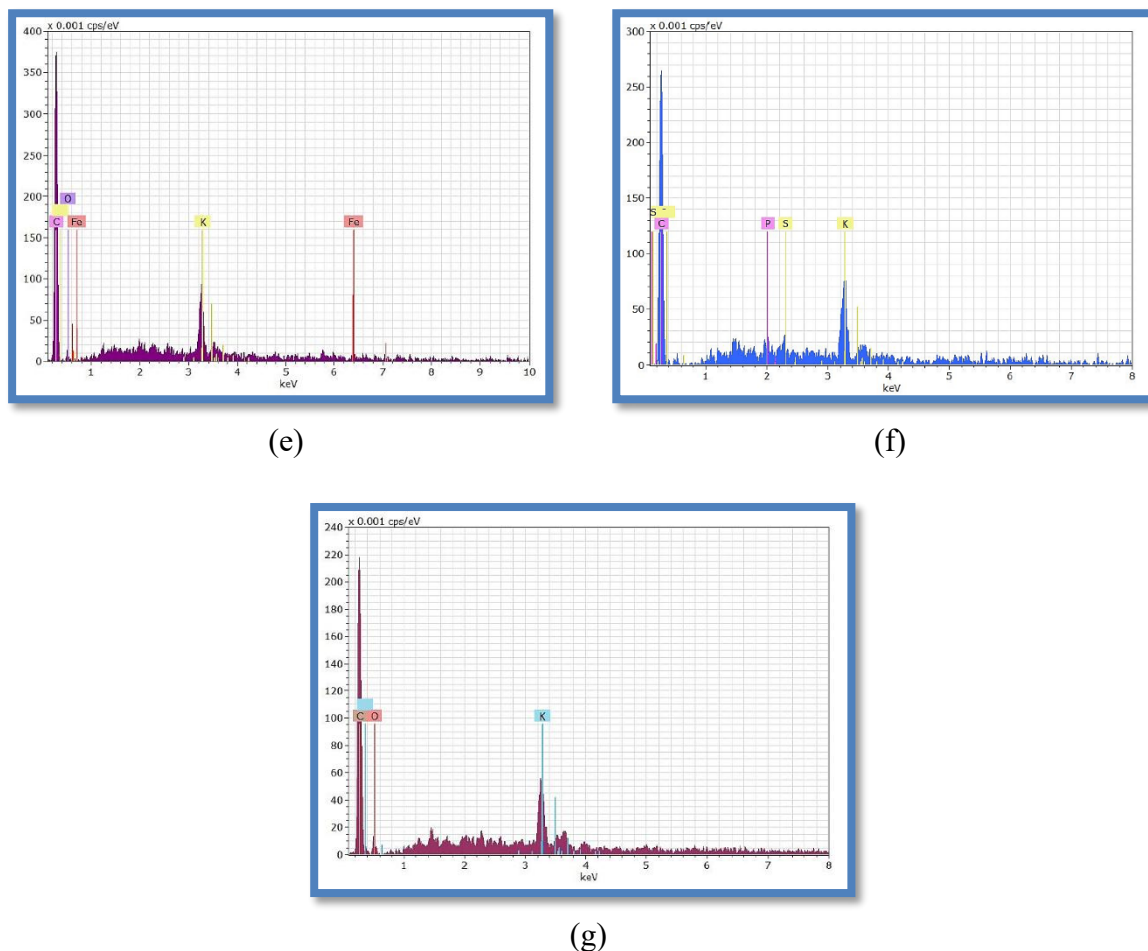 x 0.001 cps/eV
400
350
300
250
200
150
100
50
0
O
C Fe K Fe
1 2 3 4 5 6 7 8 9 10
keV
(e)
x 0.001 cps/eV
300
250
200
150
100
50
0
S
C P S K
1 2 3 4 5 6 7 8
keV
(f)
x 0.001 cps/eV
240
220
200
180
160
140
120
100
80
60
40
20
0
C O K
1 2 3 4 5 6 7 8
keV
(g)